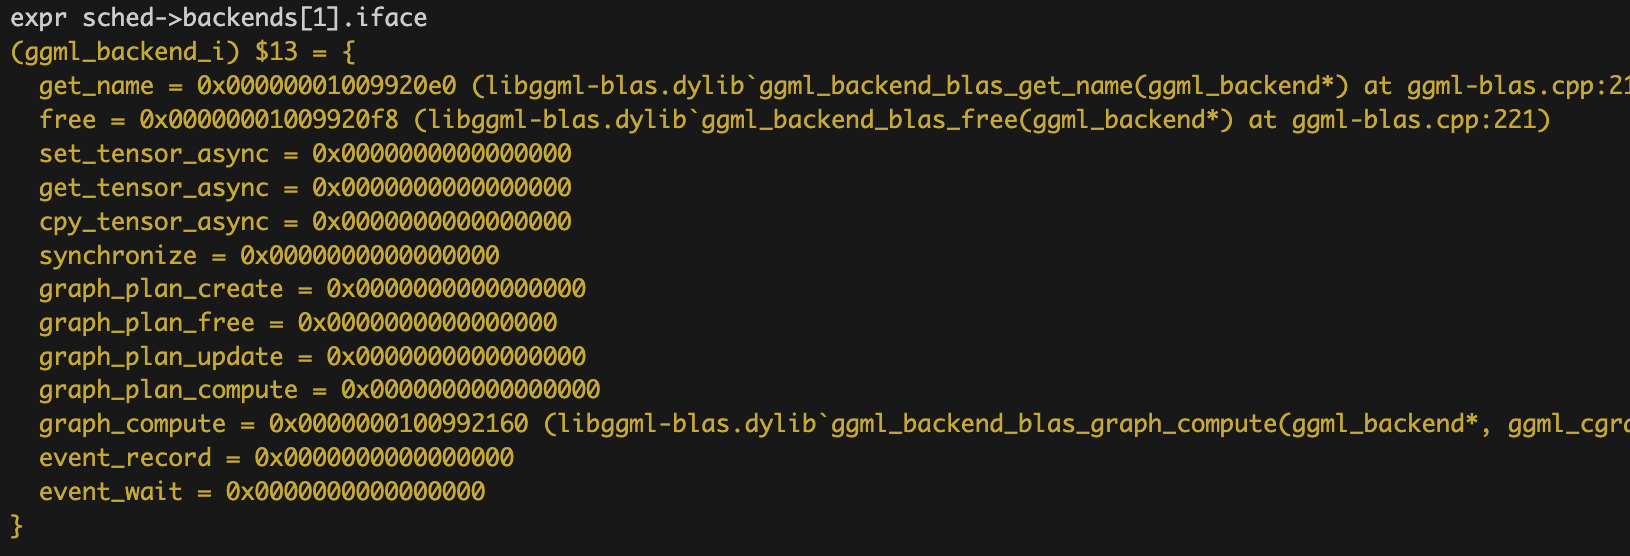 expr sched->backends[1].iface
(ggml_backend_i) $13 = {
  get_name = 0x00000001009920e0 (libggml-blas.dylib`ggml_backend_blas_get_name(ggml_backend*) at ggml-blas.cpp:21
  free = 0x00000001009920f8 (libggml-blas.dylib`ggml_backend_blas_free(ggml_backend*) at ggml-blas.cpp:221)
  set_tensor_async = 0x0000000000000000
  get_tensor_async = 0x0000000000000000
  cpy_tensor_async = 0x0000000000000000
  synchronize = 0x0000000000000000
  graph_plan_create = 0x0000000000000000
  graph_plan_free = 0x0000000000000000
  graph_plan_update = 0x0000000000000000
  graph_plan_compute = 0x0000000000000000
  graph_compute = 0x0000000100992160 (libggml-blas.dylib`ggml_backend_blas_graph_compute(ggml_backend*, ggml_cgra
  event_record = 0x0000000000000000
  event_wait = 0x0000000000000000
}